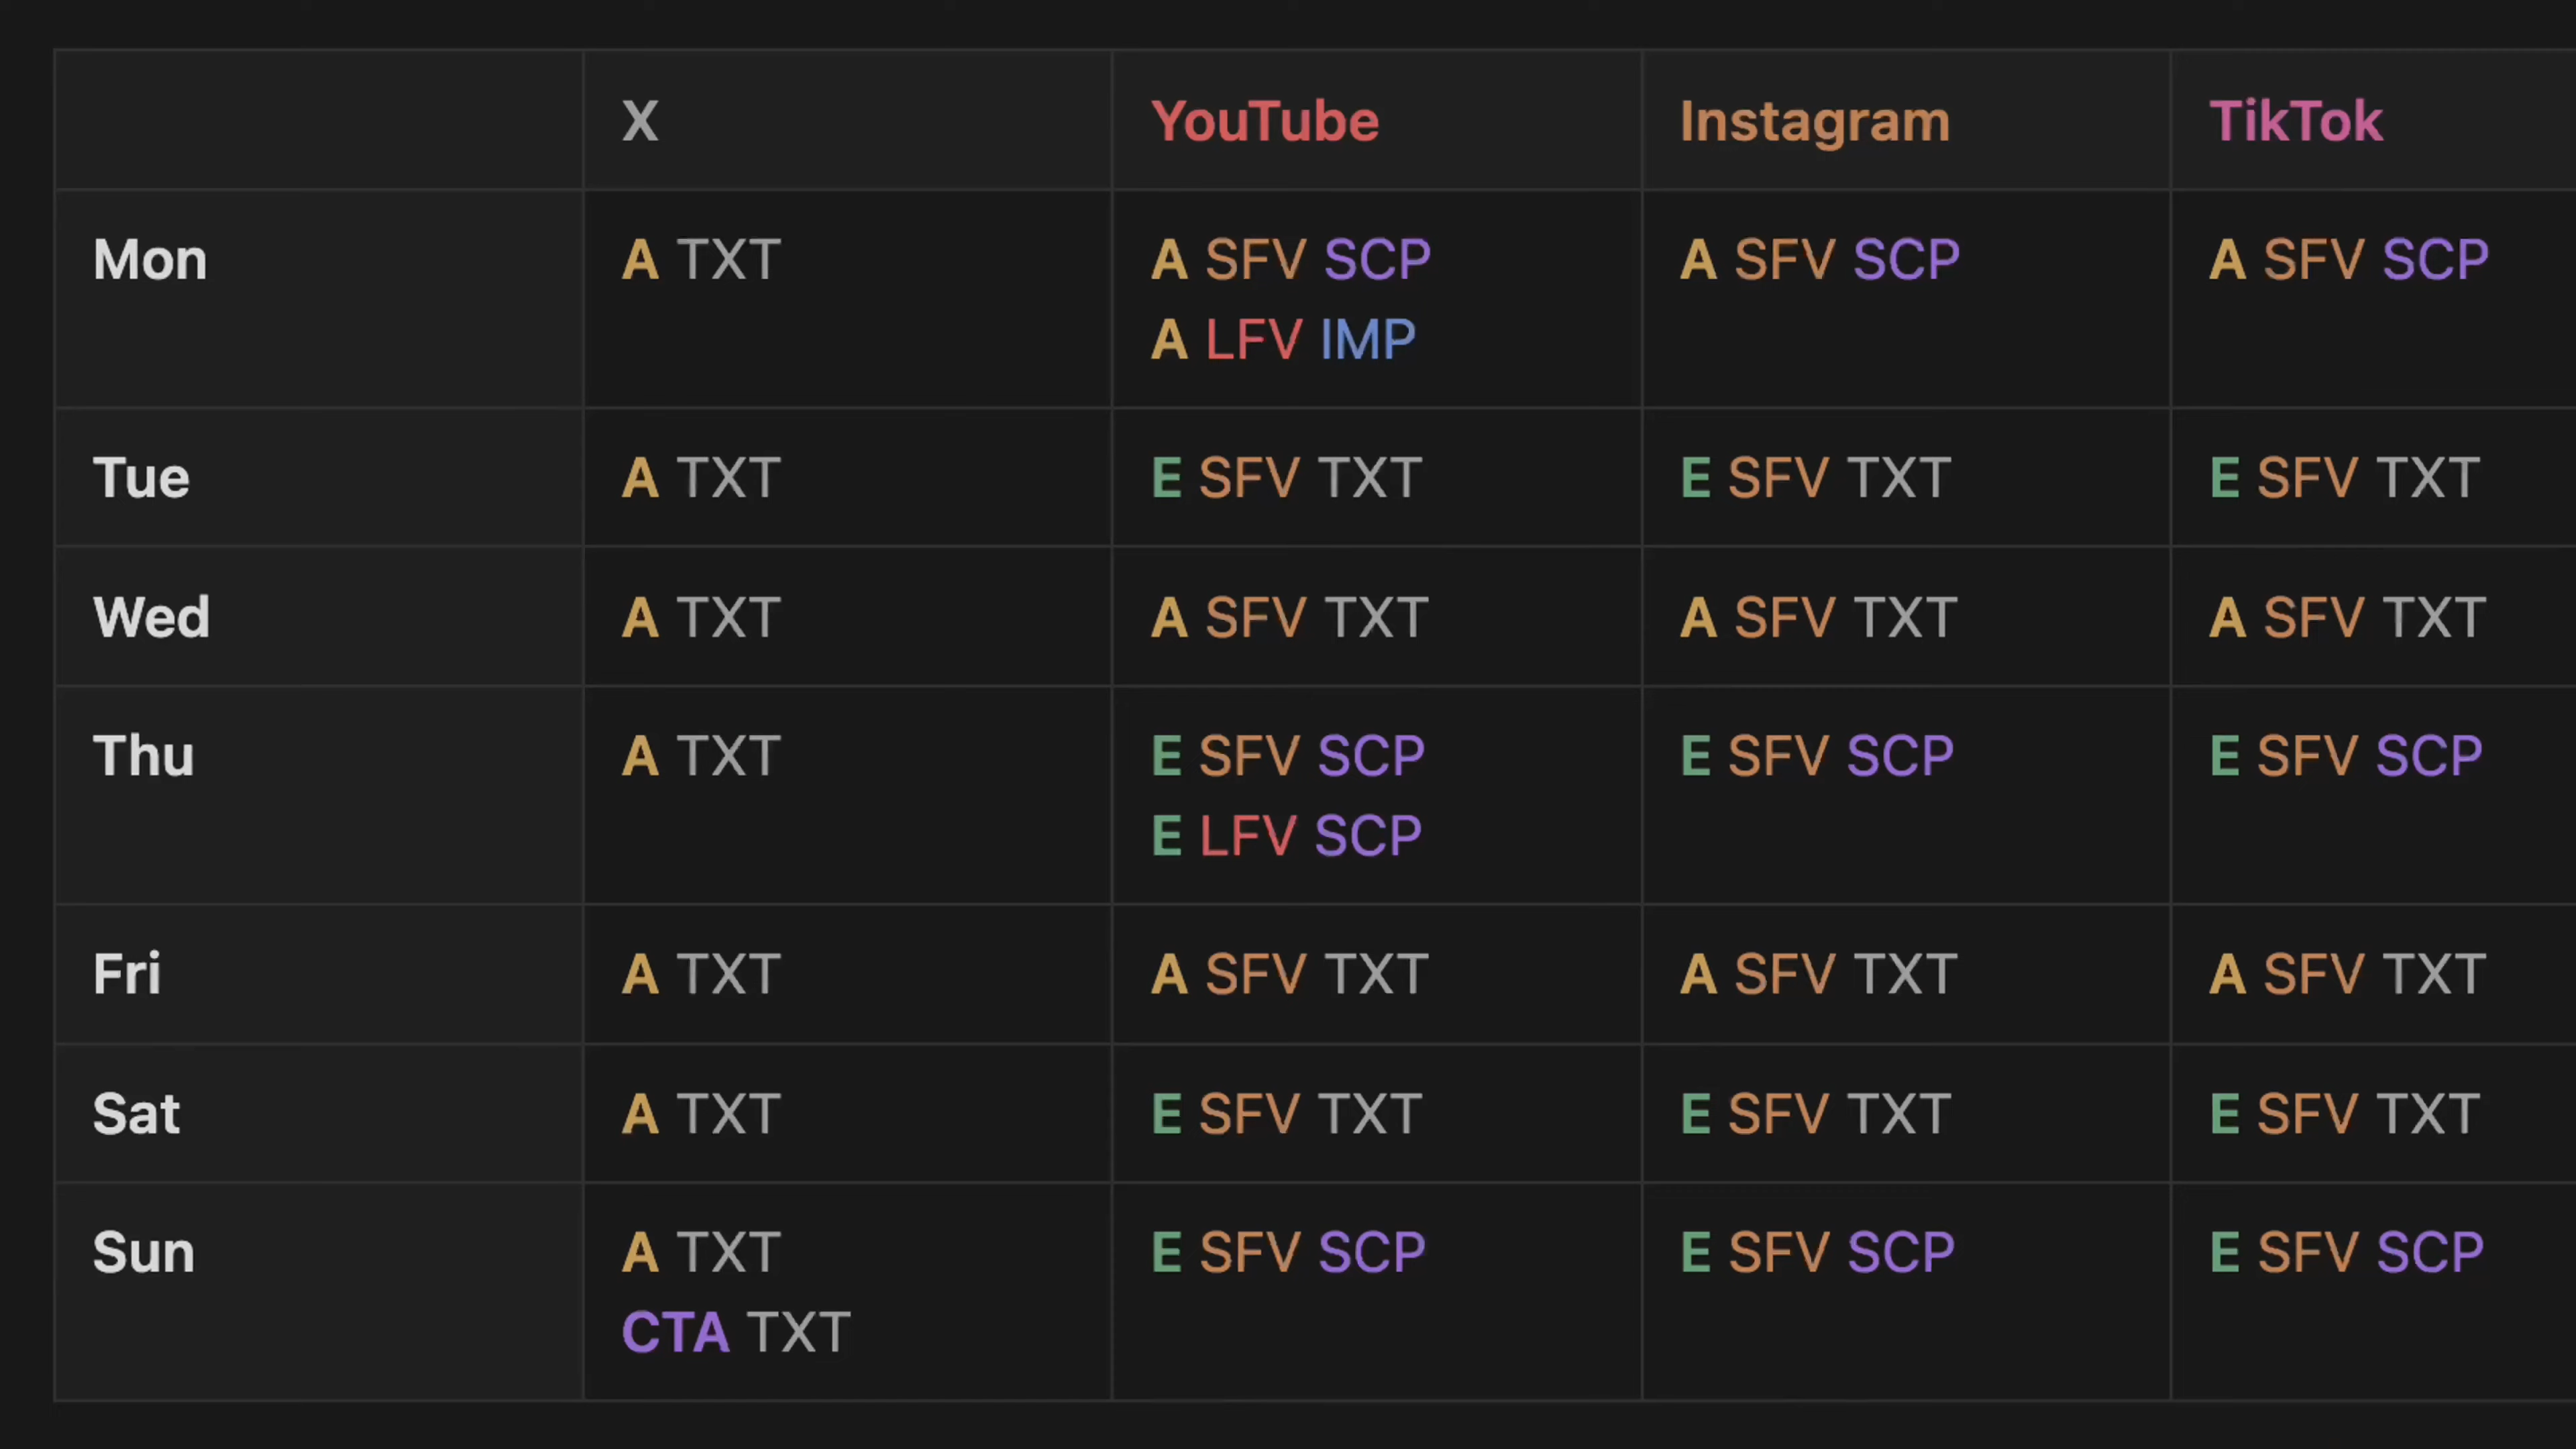 X YouTube Instagram TikTok
Mon A TXT A SFV SCP A SFV SCP A SFV SCP
A LFV IMP
Tue A TXT E SFV TXT E SFV TXT E SFV TXT
Wed A TXT A SFV TXT A SFV TXT A SFV TXT
Thu A TXT E SFV SCP E SFV SCP E SFV SCP
E LFV SCP
Fri A TXT A SFV TXT A SFV TXT A SFV TXT
Sat A TXT E SFV TXT E SFV TXT E SFV TXT
Sun A TXT E SFV SCP E SFV SCP E SFV SCP
CTA TXT